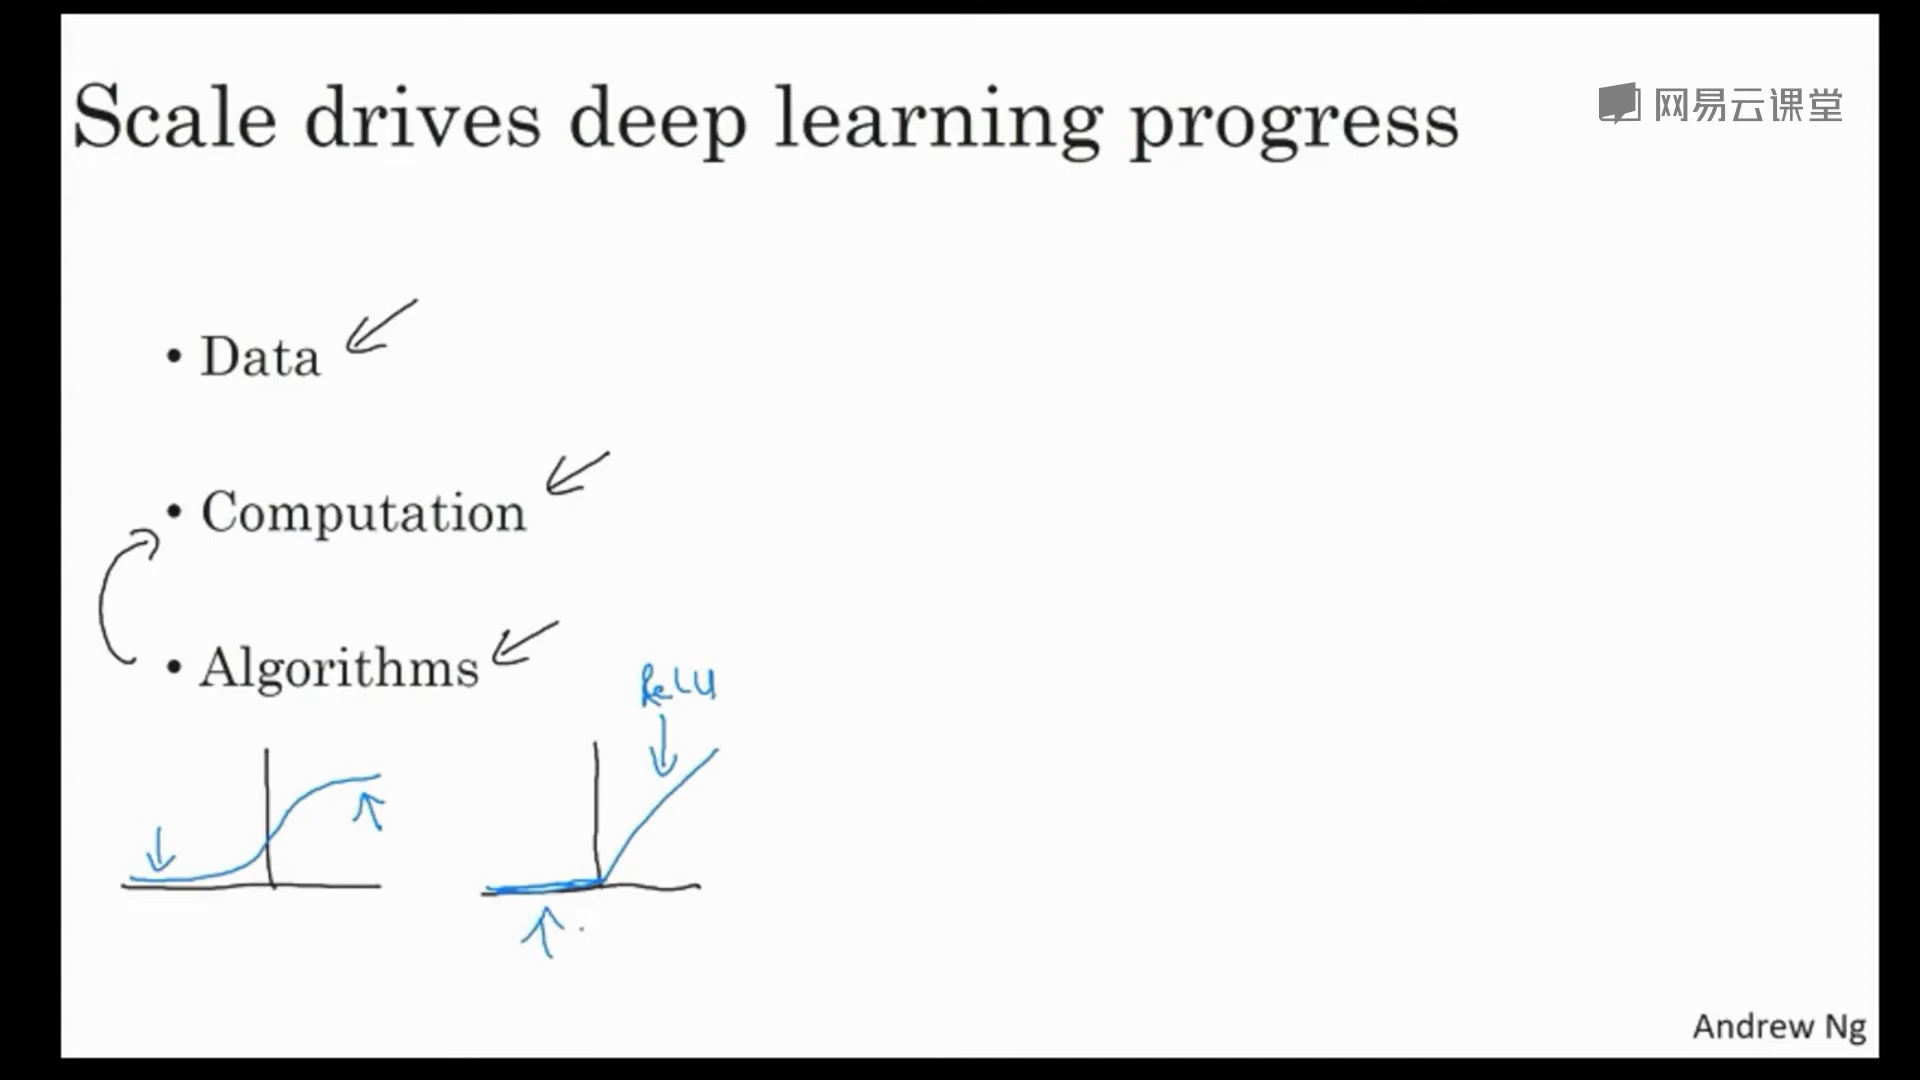 Scale drives deep learning progress
网易云课堂
• Data
• Computation
• Algorithms
ReLU
Andrew Ng